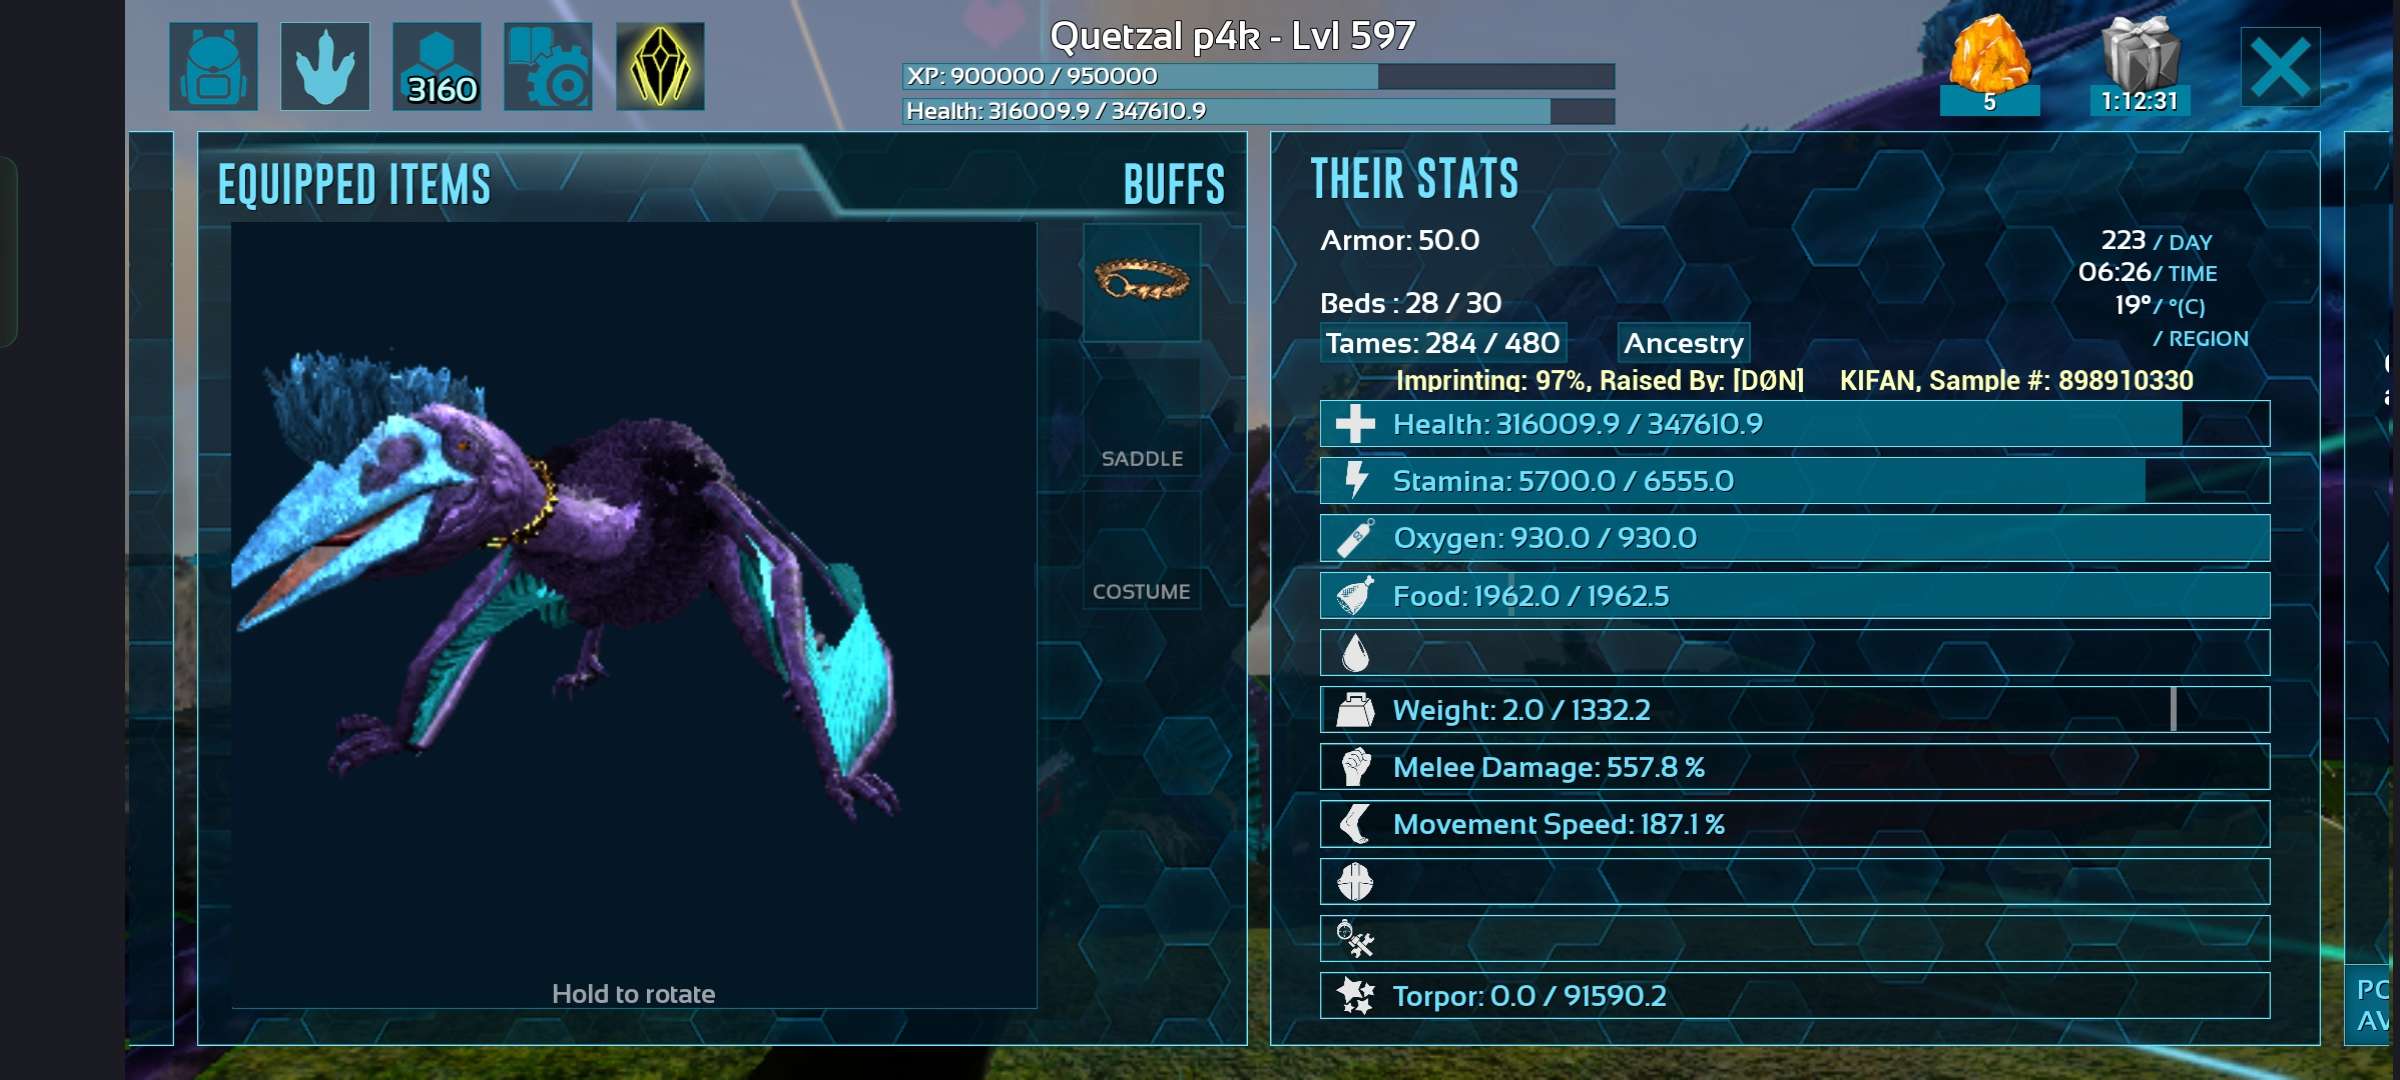 Quetzal p4k - Lvl 597
XP: 900000 / 950000
Health: 316009.9 / 347610.9
3160
5
1:12:31
EQUIPPED ITEMS
BUFFS
SADDLE
COSTUME
Hold to rotate
THEIR STATS
Armor: 50.0
223 / DAY
06:26 / TIME
19° / °(C)
/ REGION
Beds : 28 / 30
Tames: 284 / 480
Ancestry
Imprinting: 97%, Raised By: [DØN] KIFAN, Sample #: 898910330
Health: 316009.9 / 347610.9
Stamina: 5700.0 / 6555.0
Oxygen: 930.0 / 930.0
Food: 1962.0 / 1962.5
Weight: 2.0 / 1332.2
Melee Damage: 557.8 %
Movement Speed: 187.1 %
Torpor: 0.0 / 91590.2